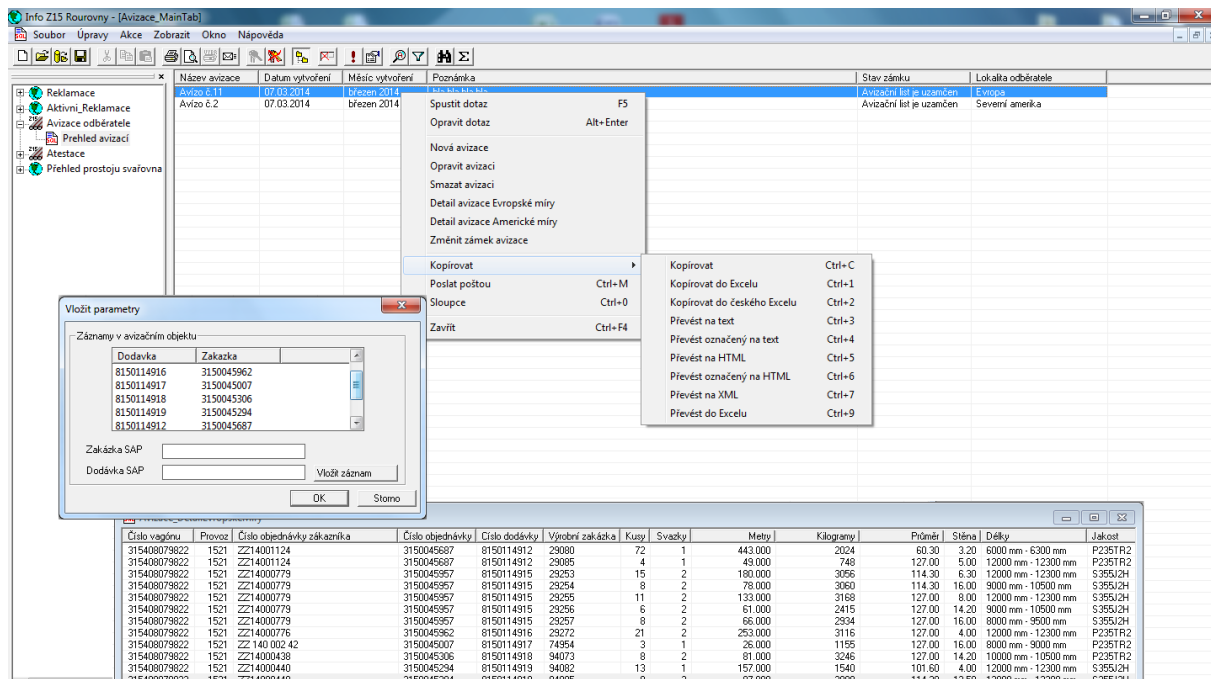 Info Z15 Rourovny - [Avizace_MainTab]
Soubor Úpravy Akce Zobrazit Okno Nápověda
Název avizace Datum vytvoření Měsíc vytvoření Poznámka Stav zámku Lokalita odběratele
Avízo č.11 07.03.2014 březen 2014 bla bla bla bla Avizační list je uzamčen Evropa
Avízo č.2 07.03.2014 březen 2014 Avizační list je uzamčen Severní amerika
Reklamace
Aktivni_Reklamace
Avizace odběratele
Prehled avizací
Atestace
Přehled prostoju svařovna
Spustit dotaz F5
Opravit dotaz Alt+Enter
Nová avizace
Opravit avizaci
Smazat avizaci
Detail avizace Evropské míry
Detail avizace Americké míry
Změnit zámek avizace
Kopírovat
Poslat poštou Ctrl+M
Sloupce Ctrl+0
Zavřít Ctrl+F4
Kopírovat Ctrl+C
Kopírovat do Excelu Ctrl+1
Kopírovat do českého Excelu Ctrl+2
Převést na text Ctrl+3
Převést označený na text Ctrl+4
Převést na HTML Ctrl+5
Převést označený na HTML Ctrl+6
Převést na XML Ctrl+7
Převést do Excelu Ctrl+9
Vložit parametry
Záznamy v avizačním objektu
Dodavka Zakazka
8150114916 3150045962
8150114917 3150045007
8150114918 3150045306
8150114919 3150045294
8150114912 3150045687
Zakázka SAP
Dodávka SAP Vložit záznam
OK Storno
Číslo vagónu Provoz Číslo objednávky zákazníka Číslo objednávky Číslo dodávky Výrobní zakázka Kusy Svazky Metry Kilogramy Průměr Stěna Délky Jakost
315408079822 1521 ZZ14001124 3150045687 8150114912 29080 72 1 443.000 2024 60.30 3.20 6000 mm - 6300 mm P235TR2
315408079822 1521 ZZ14001124 3150045687 8150114912 29085 4 1 49.000 748 127.00 5.00 12000 mm - 12300 mm P235TR2
315408079822 1521 ZZ14000779 3150045957 8150114915 29253 15 2 180.000 3056 114.30 6.30 12000 mm - 12300 mm S355J2H
315408079822 1521 ZZ14000779 3150045957 8150114915 29254 8 2 78.000 3060 114.30 16.00 9000 mm - 10500 mm S355J2H
315408079822 1521 ZZ14000779 3150045957 8150114915 29255 11 2 133.000 3168 127.00 8.00 12000 mm - 12300 mm S355J2H
315408079822 1521 ZZ14000779 3150045957 8150114915 29256 6 2 61.000 2415 127.00 14.20 9000 mm - 10500 mm S355J2H
315408079822 1521 ZZ14000779 3150045957 8150114915 29257 8 2 66.000 2934 127.00 16.00 8000 mm - 9500 mm S355J2H
315408079822 1521 ZZ14000776 3150045962 8150114916 29272 21 2 253.000 3116 127.00 4.00 12000 mm - 12300 mm P235TR2
315408079822 1521 ZZ 140 002 42 3150045007 8150114917 74954 3 1 26.000 1155 127.00 16.00 8000 mm - 9000 mm P235TR2
315408079822 1521 ZZ14000438 3150045306 8150114918 94073 8 2 81.000 3246 127.00 14.20 10000 mm - 10500 mm P235TR2
315408079822 1521 ZZ14000440 3150045294 8150114919 94082 13 1 157.000 1540 101.60 4.00 12000 mm - 12300 mm S355J2H